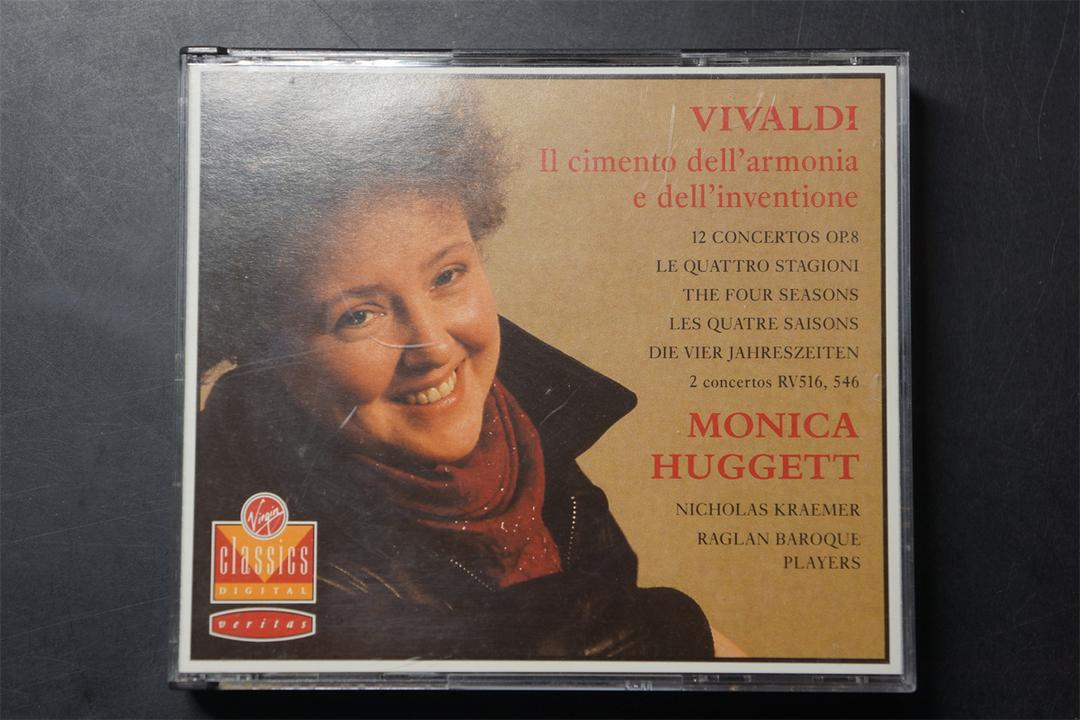 VIVALDI
Il cimento dell'armonia
e dell'inventione
12 CONCERTOS OP.8
LE QUATTRO STAGIONI
THE FOUR SEASONS
LES QUATRE SAISONS
DIE VIER JAHRESZEITEN
2 concertos RV516, 546
MONICA
HUGGETT
NICHOLAS KRAEMER
RAGLAN BAROQUE
PLAYERS
Virgin
classics
DIGITAL
veritas